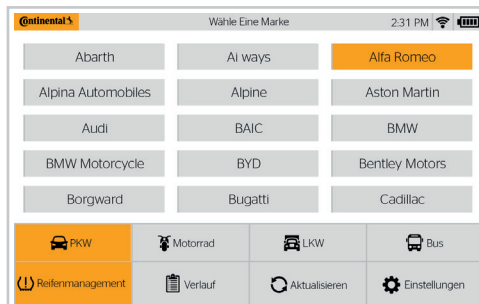 Continental Wähle Eine Marke 2:31 PM
Abarth Ai ways Alfa Romeo
Alpina Automobiles Alpine Aston Martin
Audi BAIC BMW
BMW Motorcycle BYD Bentley Motors
Borgward Bugatti Cadillac
PKW Motorrad LKW Bus
Reifenmanagement Verlauf Aktualisieren Einstellungen